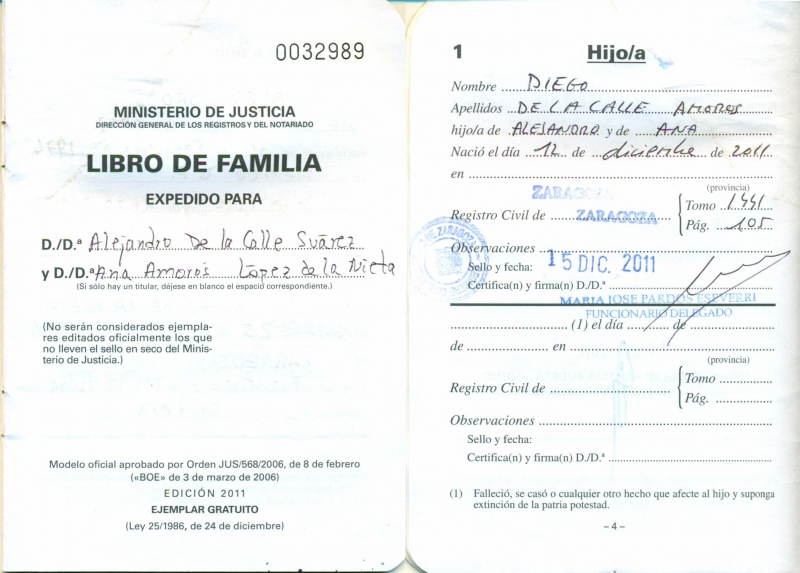 0032989
MINISTERIO DE JUSTICIA
DIRECCIÓN GENERAL DE LOS REGISTROS Y DEL NOTARIADO
LIBRO DE FAMILIA
EXPEDIDO PARA
D./D.ª Alejandro De la Calle Suárez
y D./D.ª Ana Amorós López de la Nieta
(Si sólo hay un titular, déjese en blanco el espacio correspondiente.)
(No serán considerados ejempla-
res editados oficialmente los que
no lleven el sello en seco del Minis-
terio de Justicia.)
Modelo oficial aprobado por Orden JUS/568/2006, de 8 de febrero
(«BOE» de 3 de marzo de 2006)
EDICIÓN 2011
EJEMPLAR GRATUITO
(Ley 25/1986, de 24 de diciembre)
1 Hijo/a
Nombre DIEGO
Apellidos DE LA CALLE AMORÓS
hijo/a de ALEJANDRO y de ANA
Nació el día 12 de diciembre de 2011
en ZARAGOZA (provincia)
Registro Civil de ZARAGOZA Tomo 1441
Pág. 105
Observaciones
Sello y fecha: 15 DIC. 2011
Certifica(n) y firma(n) D./D.ª
MARIA JOSE PARDOS ESEVERRI
FUNCIONARIO DELEGADO
(1) el día de
de en
(provincia)
Registro Civil de Tomo
Pág.
Observaciones
Sello y fecha:
Certifica(n) y firma(n) D./D.ª
(1) Falleció, se casó o cualquier otro hecho que afecte al hijo y suponga
extinción de la patria potestad.
– 4 –